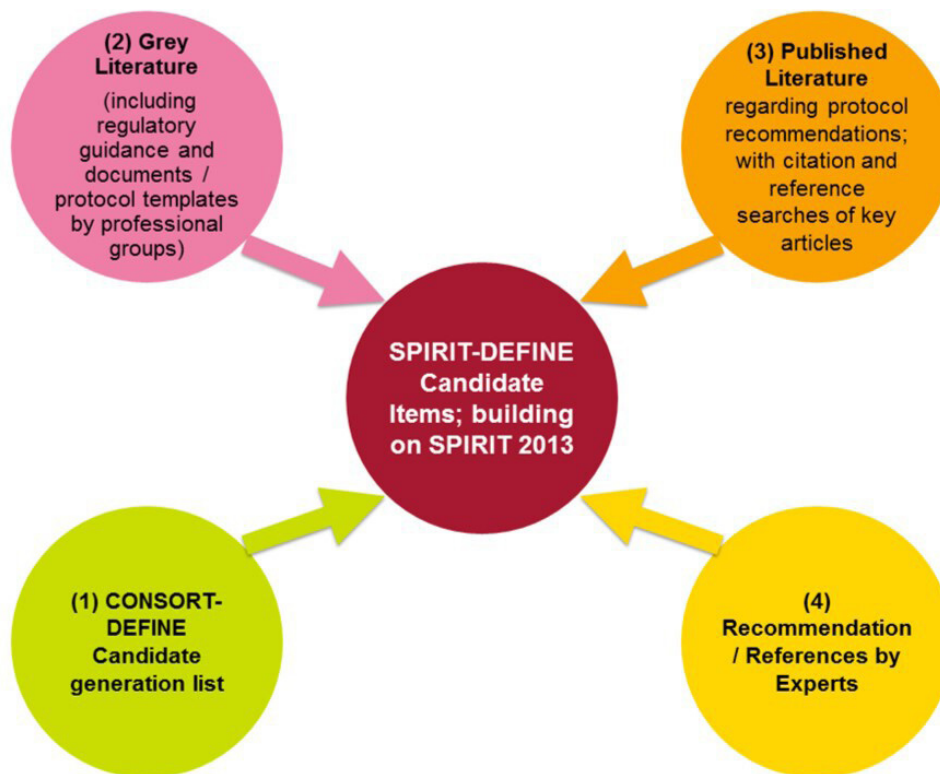 (2) Grey
Literature
(including
regulatory
guidance and
documents /
protocol templates
by professional
groups)
(3) Published
Literature
regarding protocol
recommendations;
with citation and
reference
searches of key
articles
SPIRIT-DEFINE
Candidate
Items; building
on SPIRIT 2013
(1) CONSORT-
DEFINE
Candidate
generation list
(4)
Recommendation
/ References by
Experts